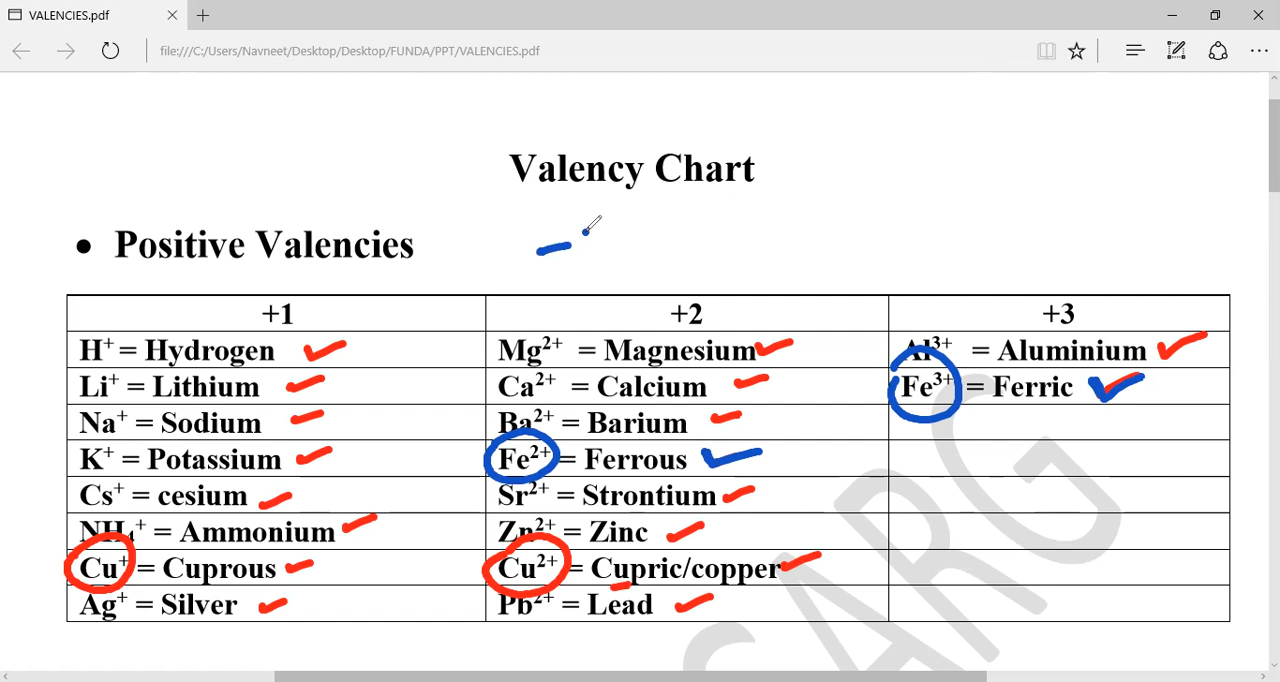 VALENCIES.pdf
file:///C:/Users/Navneet/Desktop/Desktop/FUNDA/PPT/VALENCIES.pdf
Valency Chart
• Positive Valencies
+1 +2 +3
H⁺ = Hydrogen Mg²⁺ = Magnesium Al³⁺ = Aluminium
Li⁺ = Lithium Ca²⁺ = Calcium Fe³⁺ = Ferric
Na⁺ = Sodium Ba²⁺ = Barium
K⁺ = Potassium Fe²⁺ = Ferrous
Cs⁺ = cesium Sr²⁺ = Strontium
NH₄⁺ = Ammonium Zn²⁺ = Zinc
Cu⁺ = Cuprous Cu²⁺ = Cupric/copper
Ag⁺ = Silver Pb²⁺ = Lead